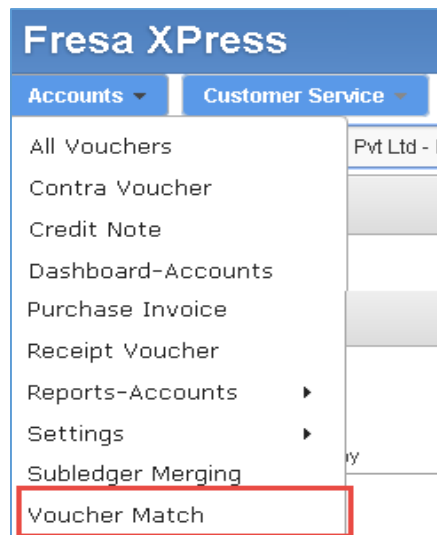 Fresa XPress
Accounts Customer Service
All Vouchers
Pvt Ltd -
Contra Voucher
Credit Note
Dashboard-Accounts
Purchase Invoice
Receipt Voucher
Reports-Accounts
Settings
Subledger Merging
Voucher Match